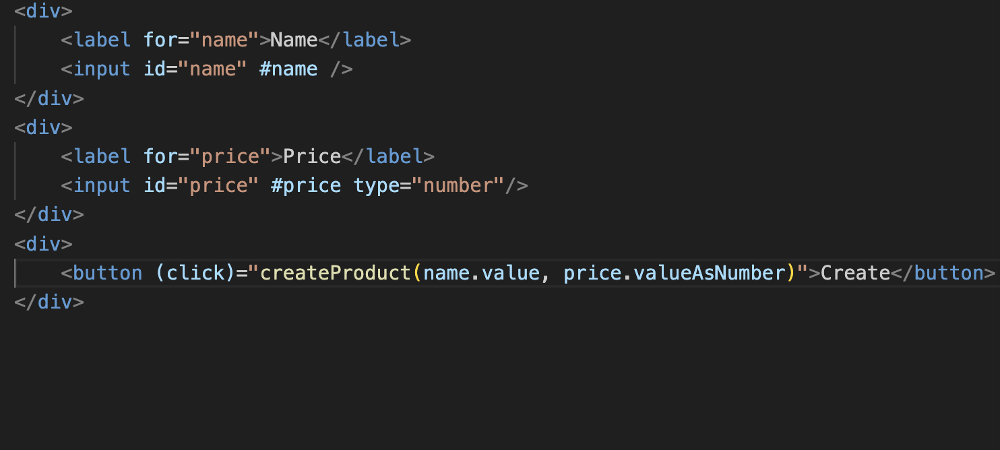 <div>
    <label for="name">Name</label>
    <input id="name" #name />
</div>
<div>
    <label for="price">Price</label>
    <input id="price" #price type="number"/>
</div>
<div>
    <button (click)="createProduct(name.value, price.valueAsNumber)">Create</button>
</div>